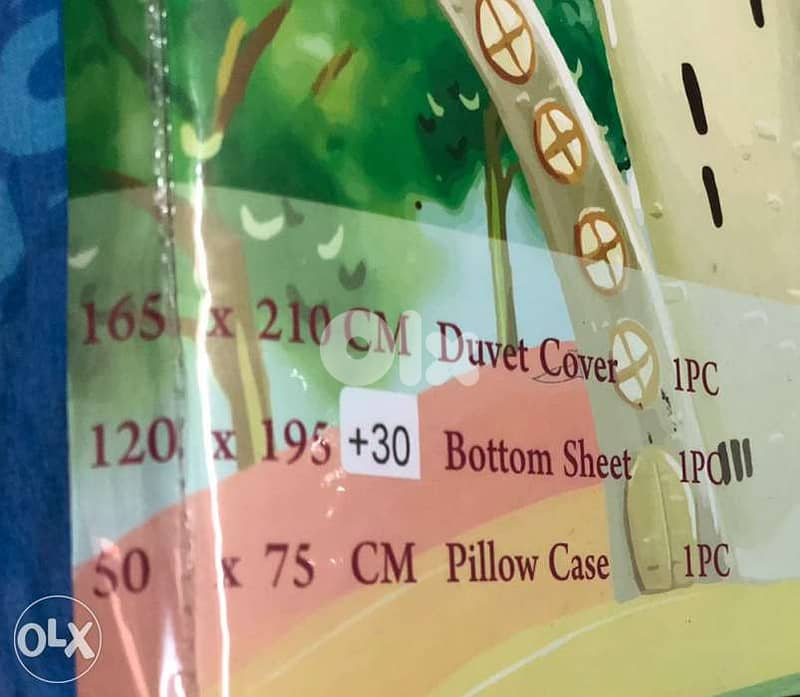 165 x 210 CM Duvet Cover 1PC
120 x 195 +30 Bottom Sheet 1PC
50 x 75 CM Pillow Case 1PC
olx
OLX